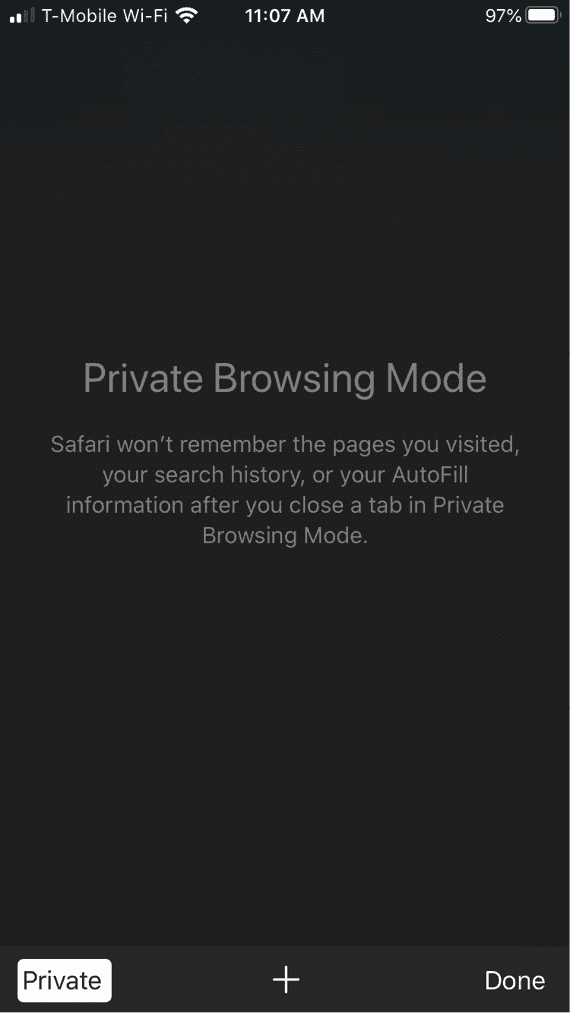 T-Mobile Wi-Fi 11:07 AM 97%
Private Browsing Mode
Safari won’t remember the pages you visited,
your search history, or your AutoFill
information after you close a tab in Private
Browsing Mode.
Private + Done